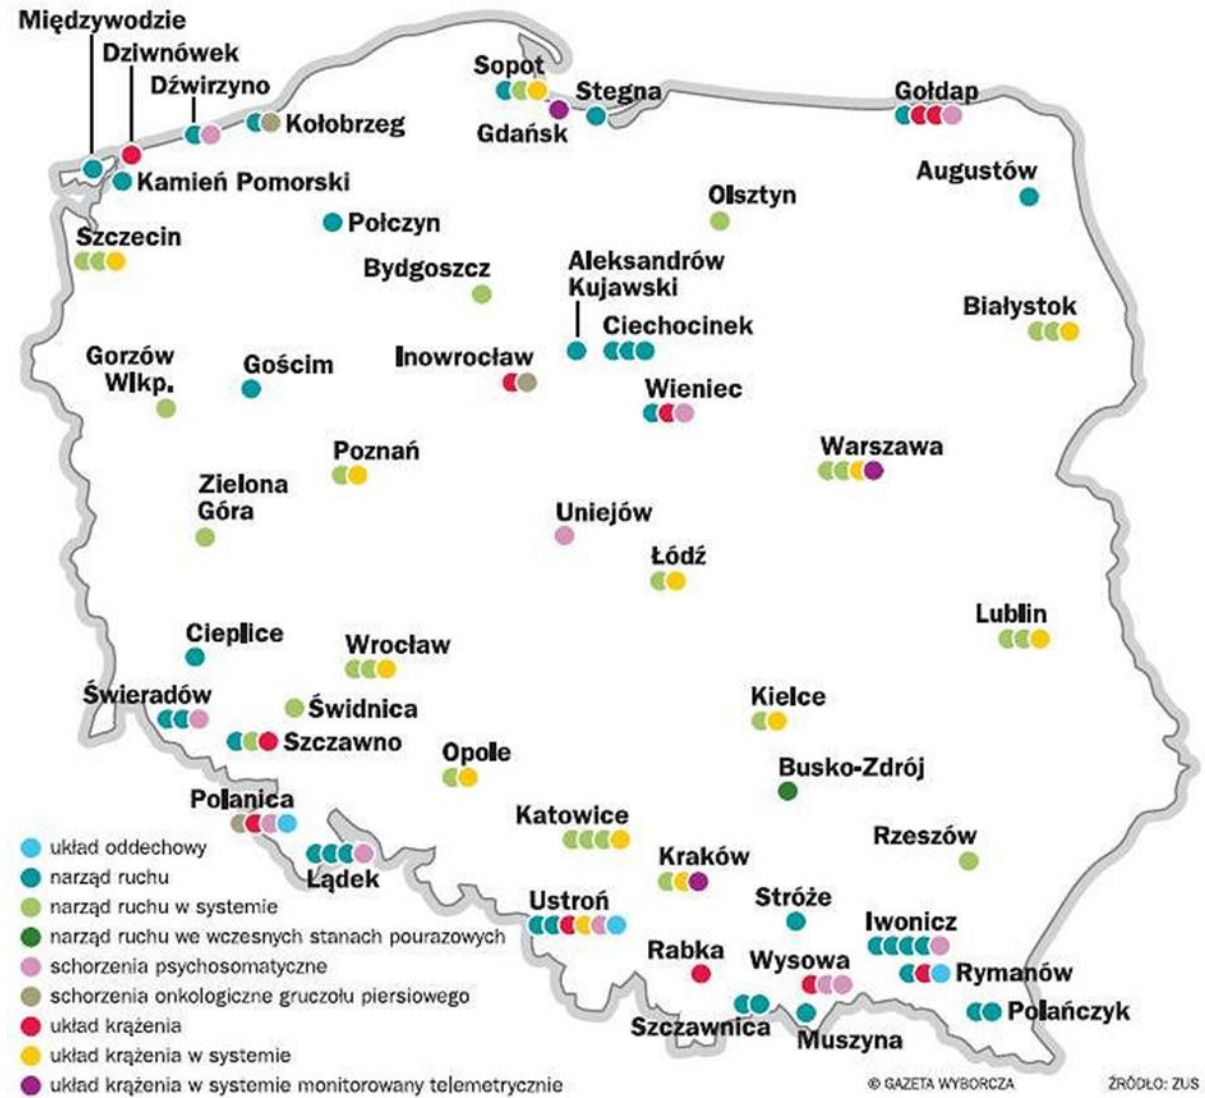 Międzywodzie
Dziwnówek
Dźwirzyno
Kołobrzeg
Kamień Pomorski
Sopot
Stegna
Gdańsk
Gołdap
Augustów
Olsztyn
Połczyn
Szczecin
Bydgoszcz
Aleksandrów
Kujawski
Ciechocinek
Białystok
Gorzów
Wlkp.
Gościm
Inowrocław
Wieniec
Poznań
Warszawa
Zielona
Góra
Uniejów
Łódź
Lublin
Cieplice
Wrocław
Świeradów
Świdnica
Szczawno
Kielce
Opole
Busko-Zdrój
Polanica
Katowice
Rzeszów
Kraków
Lądek
Ustroń
Stróże
Iwonicz
Rabka
Wysowa
Rymanów
Szczawnica
Muszyna
Polańczyk
układ oddechowy
narząd ruchu
narząd ruchu w systemie
narząd ruchu we wczesnych stanach pourazowych
schorzenia psychosomatyczne
schorzenia onkologiczne gruczołu piersiowego
układ krążenia
układ krążenia w systemie
układ krążenia w systemie monitorowany telemetrycznie
© GAZETA WYBORCZA
ŹRÓDŁO: ZUS